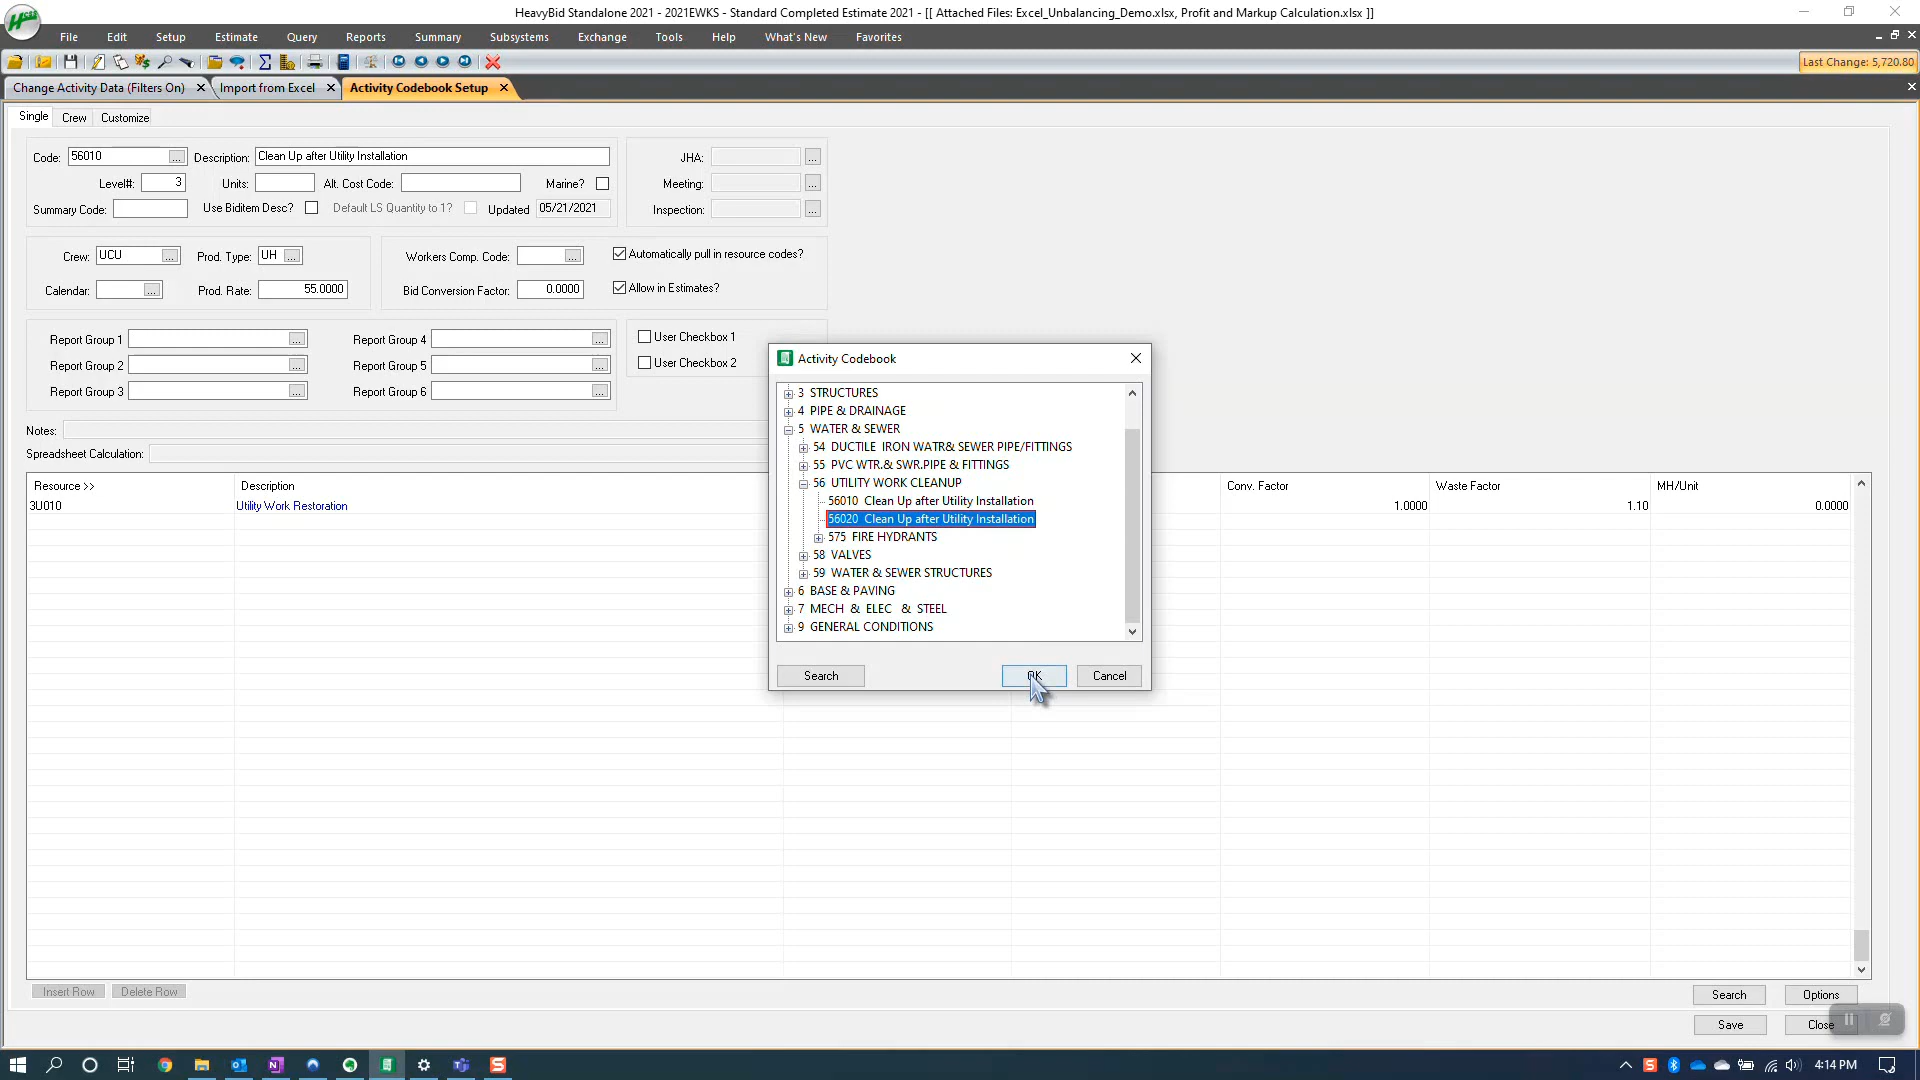 HeavyBid Standalone 2021 - 2021EWKS - Standard Completed Estimate 2021 - [[ Attached Files: Excel_Unbalancing_Demo.xlsx, Profit and Markup Calculation.xlsx ]]
File Edit Setup Estimate Query Reports Summary Subsystems Exchange Tools Help What's New Favorites
Last Change: 5,720.80
Change Activity Data (Filters On) Import from Excel Activity Codebook Setup
Single Crew Customize
Code: 56010 ... Description: Clean Up after Utility Installation JHA: ...
Level#: 3 Units: Alt. Cost Code: Marine? Meeting: ...
Summary Code: Use Biditem Desc? Default LS Quantity to 1? Updated 05/21/2021 Inspection: ...
Crew: UCU ... Prod. Type: UH ... Workers Comp. Code: ... Automatically pull in resource codes?
Calendar: ... Prod. Rate: 55.0000 Bid Conversion Factor: 0.0000 Allow in Estimates?
Report Group 1 ... Report Group 4 ... User Checkbox 1
Report Group 2 ... Report Group 5 ... User Checkbox 2
Report Group 3 ... Report Group 6 ...
Notes:
Spreadsheet Calculation:
Resource >> Description Conv. Factor Waste Factor MH/Unit
3U010 Utility Work Restoration 1.0000 1.10 0.0000
Activity Codebook
3 STRUCTURES
4 PIPE & DRAINAGE
5 WATER & SEWER
54 DUCTILE IRON WATR& SEWER PIPE/FITTINGS
55 PVC WTR.& SWR.PIPE & FITTINGS
56 UTILITY WORK CLEANUP
56010 Clean Up after Utility Installation
56020 Clean Up after Utility Installation
575 FIRE HYDRANTS
58 VALVES
59 WATER & SEWER STRUCTURES
6 BASE & PAVING
7 MECH & ELEC & STEEL
9 GENERAL CONDITIONS
Search OK Cancel
Insert Row Delete Row
Search Options
Save Close
4:14 PM